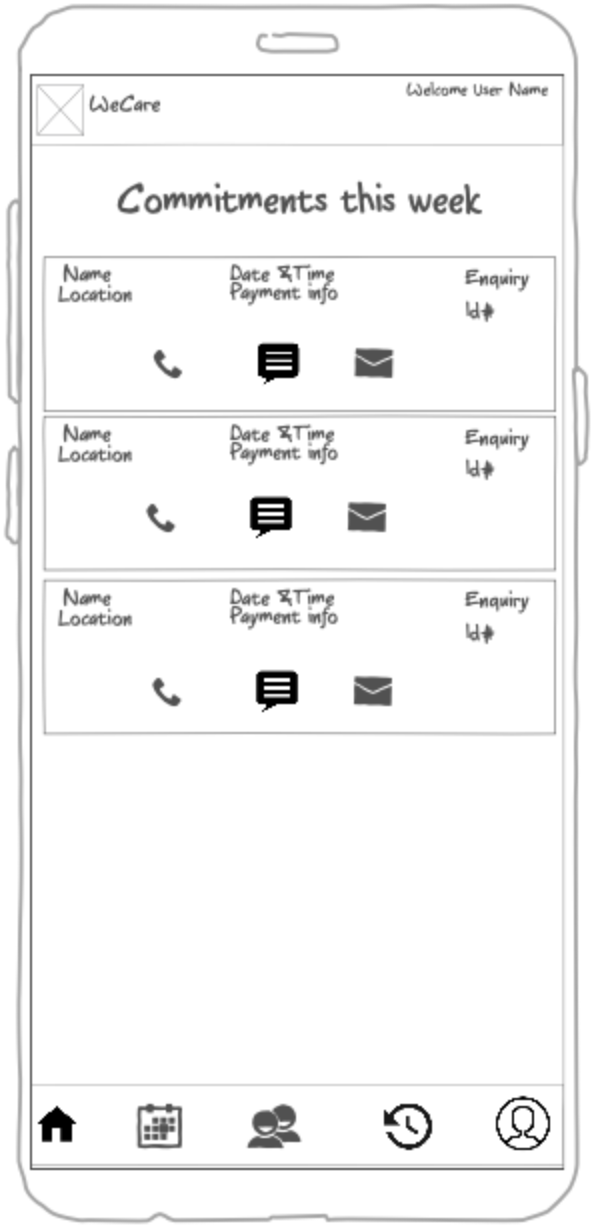 WeCare
Welcome User Name
Commitments this week
Name
Location
Date &Time
Payment info
Enquiry
Id#
Name
Location
Date &Time
Payment info
Enquiry
Id#
Name
Location
Date &Time
Payment info
Enquiry
Id#